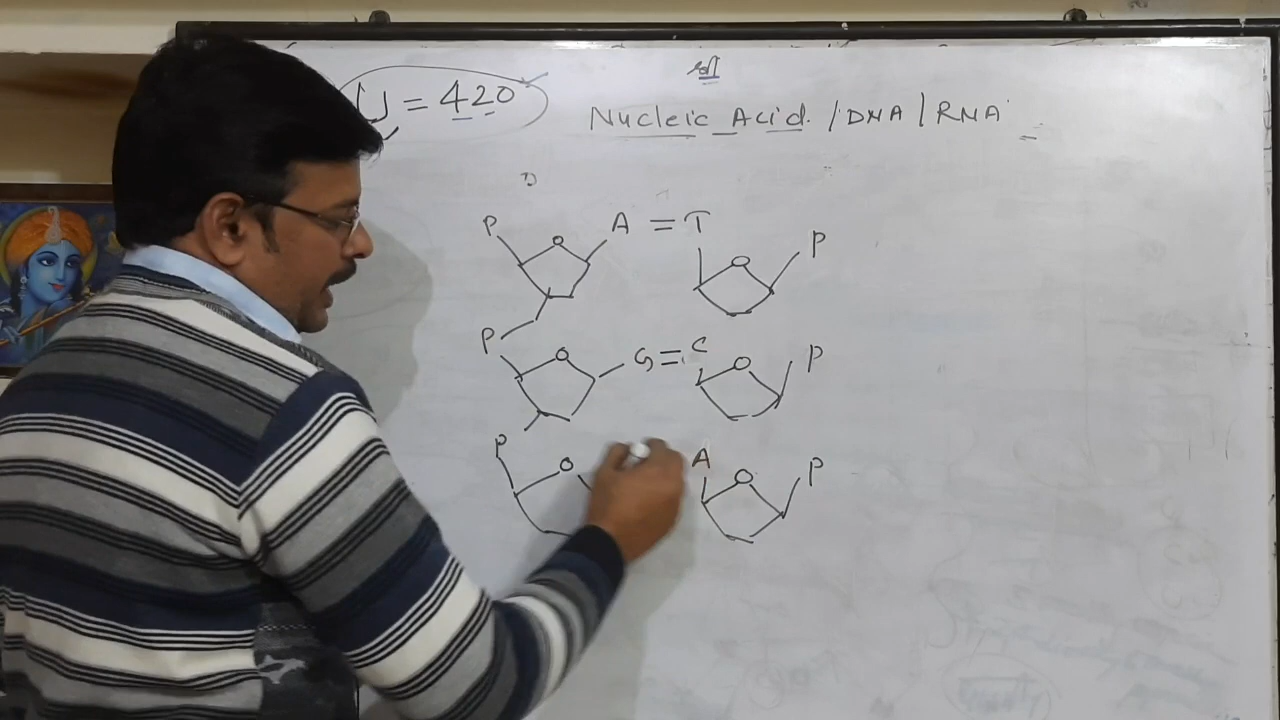 श्री
U = 420
Nucleic Acid / DNA / RNA
P A = T P
P G ≡ C P
P A P